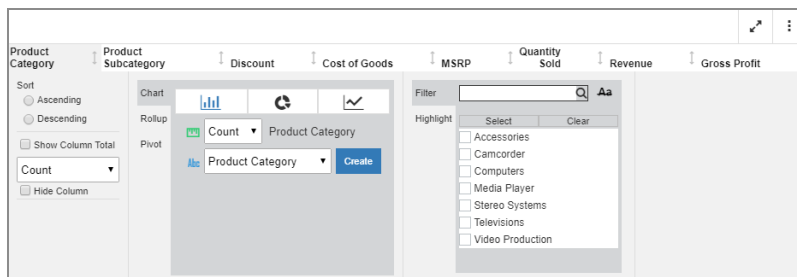 Product Category
Product Subcategory
Discount
Cost of Goods
MSRP
Quantity Sold
Revenue
Gross Profit
Sort
Ascending
Descending
Show Column Total
Count
Hide Column
Chart
Rollup
Pivot
Count
Product Category
Abc
Product Category
Create
Filter
Aa
Highlight
Select
Clear
Accessories
Camcorder
Computers
Media Player
Stereo Systems
Televisions
Video Production